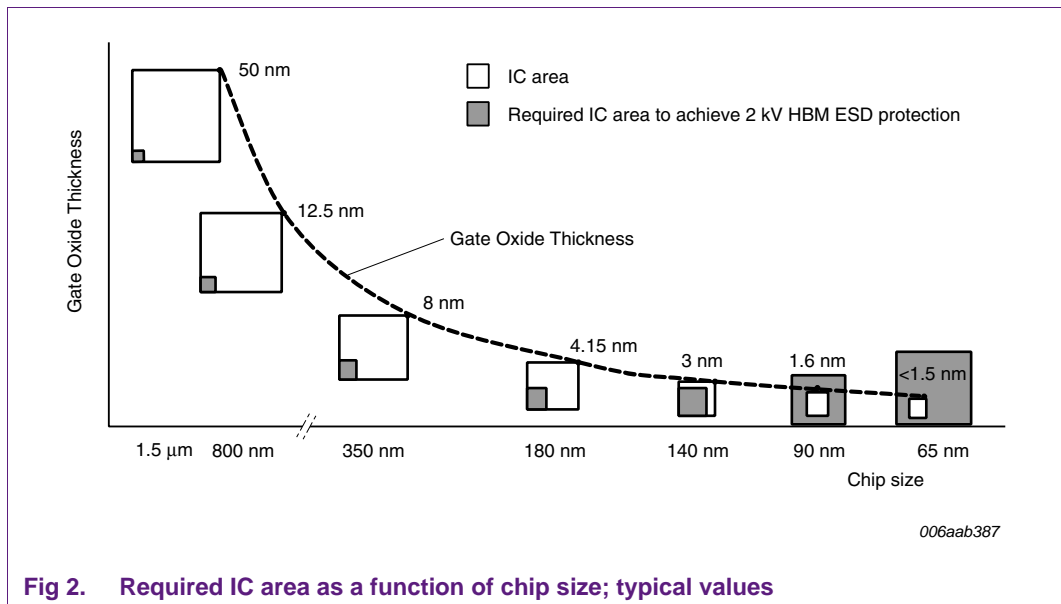 50 nm
IC area
Required IC area to achieve 2 kV HBM ESD protection
12.5 nm
Gate Oxide Thickness
Gate Oxide Thickness
8 nm
4.15 nm
3 nm
1.6 nm
<1.5 nm
1.5 μm
800 nm
350 nm
180 nm
140 nm
90 nm
65 nm
Chip size
006aab387
Fig 2. Required IC area as a function of chip size; typical values